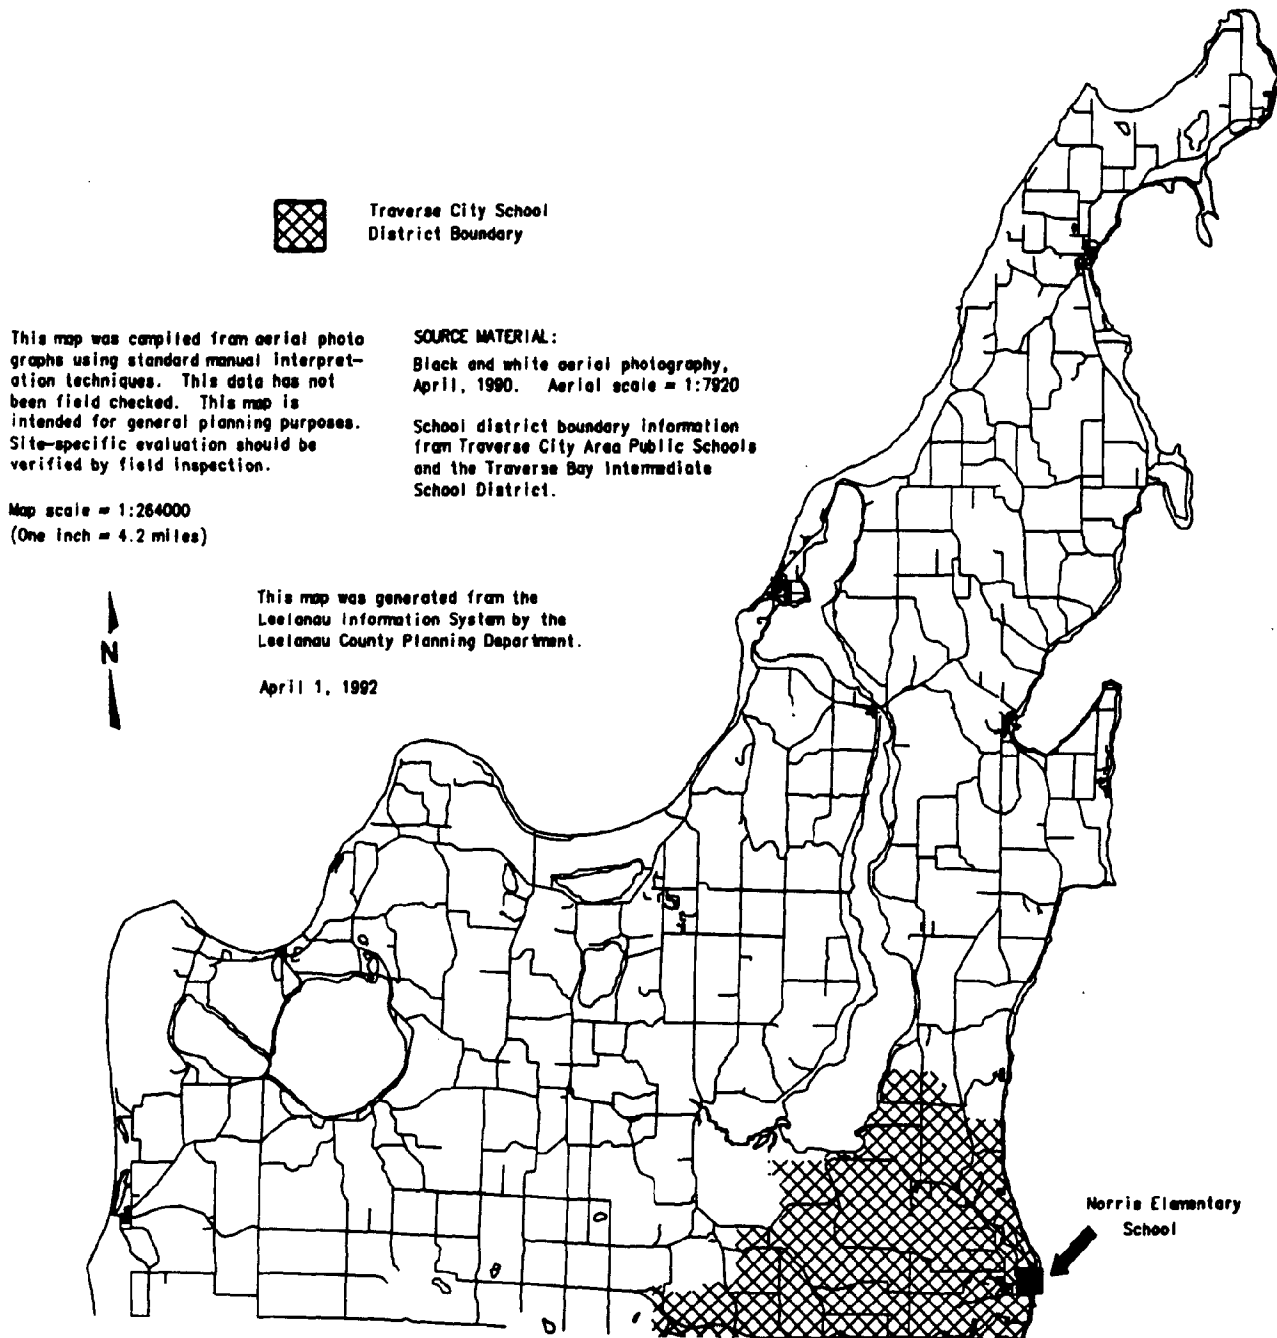 Traverse City School
District Boundary
This map was compiled from aerial photo
graphs using standard manual interpret-
ation techniques. This data has not
been field checked. This map is
intended for general planning purposes.
Site-specific evaluation should be
verified by field inspection.
Map scale = 1:264000
(One inch = 4.2 miles)
SOURCE MATERIAL:
Black and white aerial photography,
April, 1990. Aerial scale = 1:7920
School district boundary information
from Traverse City Area Public Schools
and the Traverse Bay Intermediate
School District.
N
This map was generated from the
Leelanau Information System by the
Leelanau County Planning Department.
April 1, 1992
Norris Elementary
School